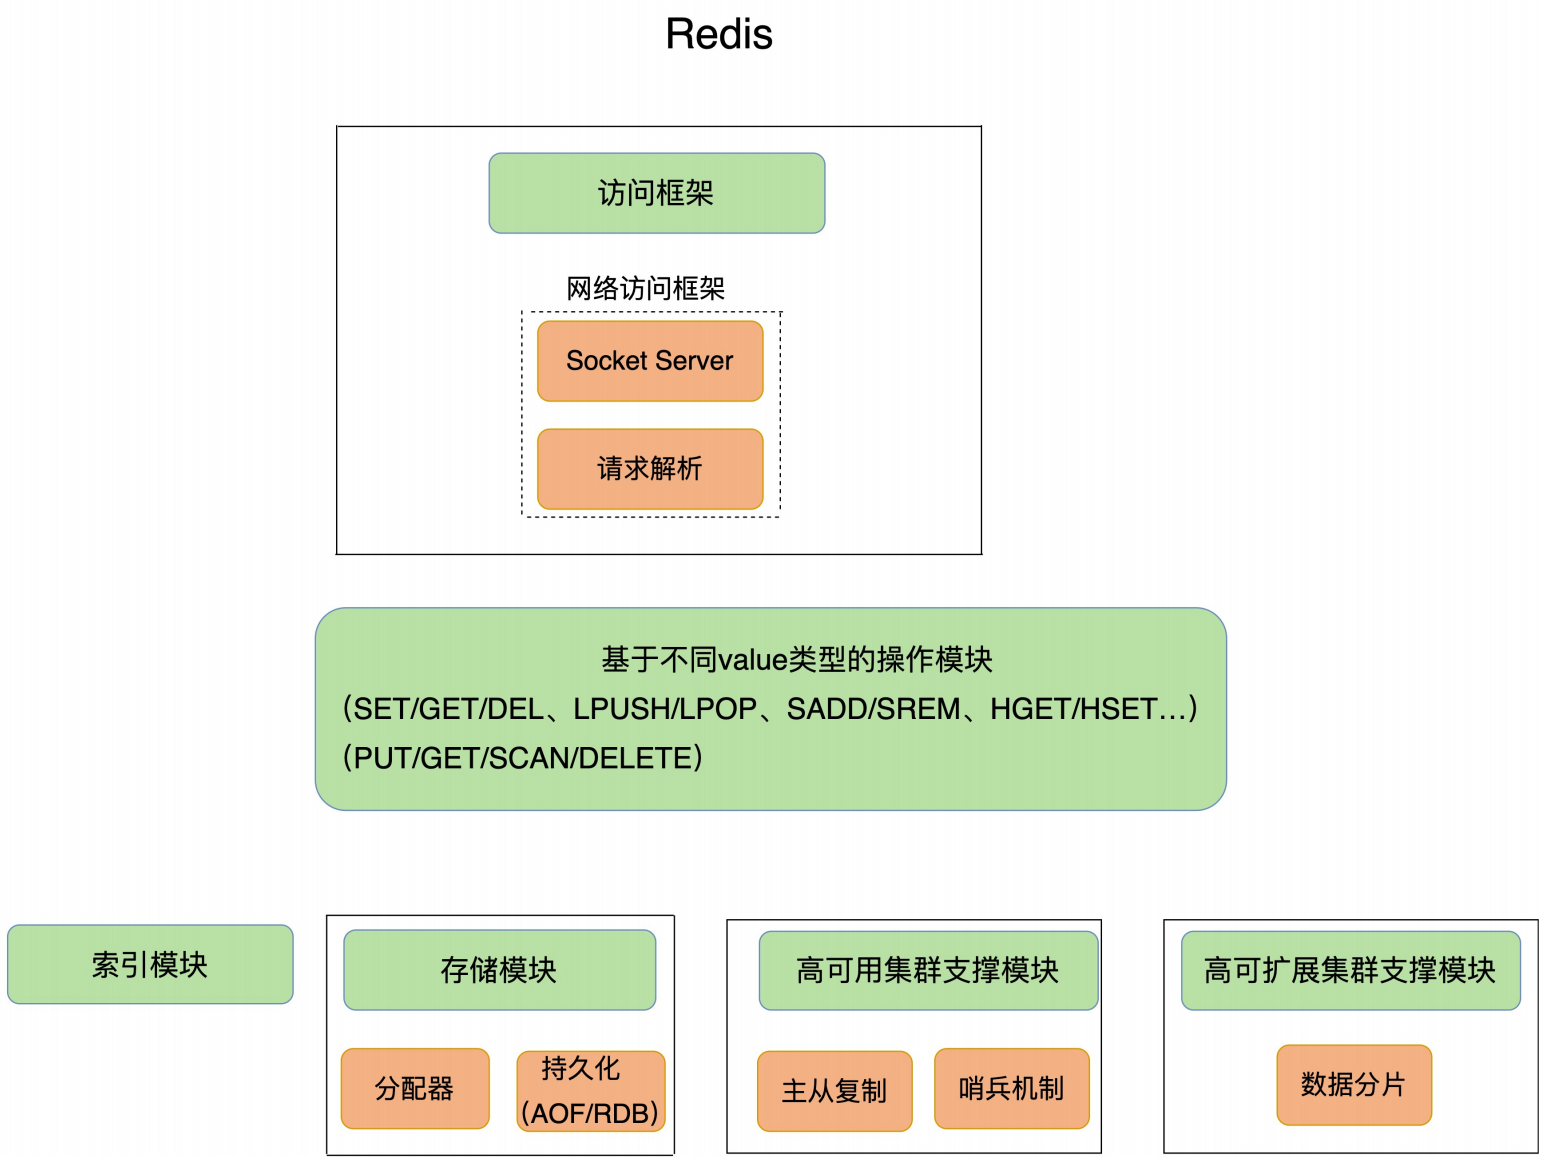 Redis
访问框架
网络访问框架
Socket Server
请求解析
基于不同value类型的操作模块
（SET/GET/DEL、LPUSH/LPOP、SADD/SREM、HGET/HSET…）
（PUT/GET/SCAN/DELETE）
索引模块
存储模块
高可用集群支撑模块
高可扩展集群支撑模块
分配器
持久化
（AOF/RDB）
主从复制
哨兵机制
数据分片